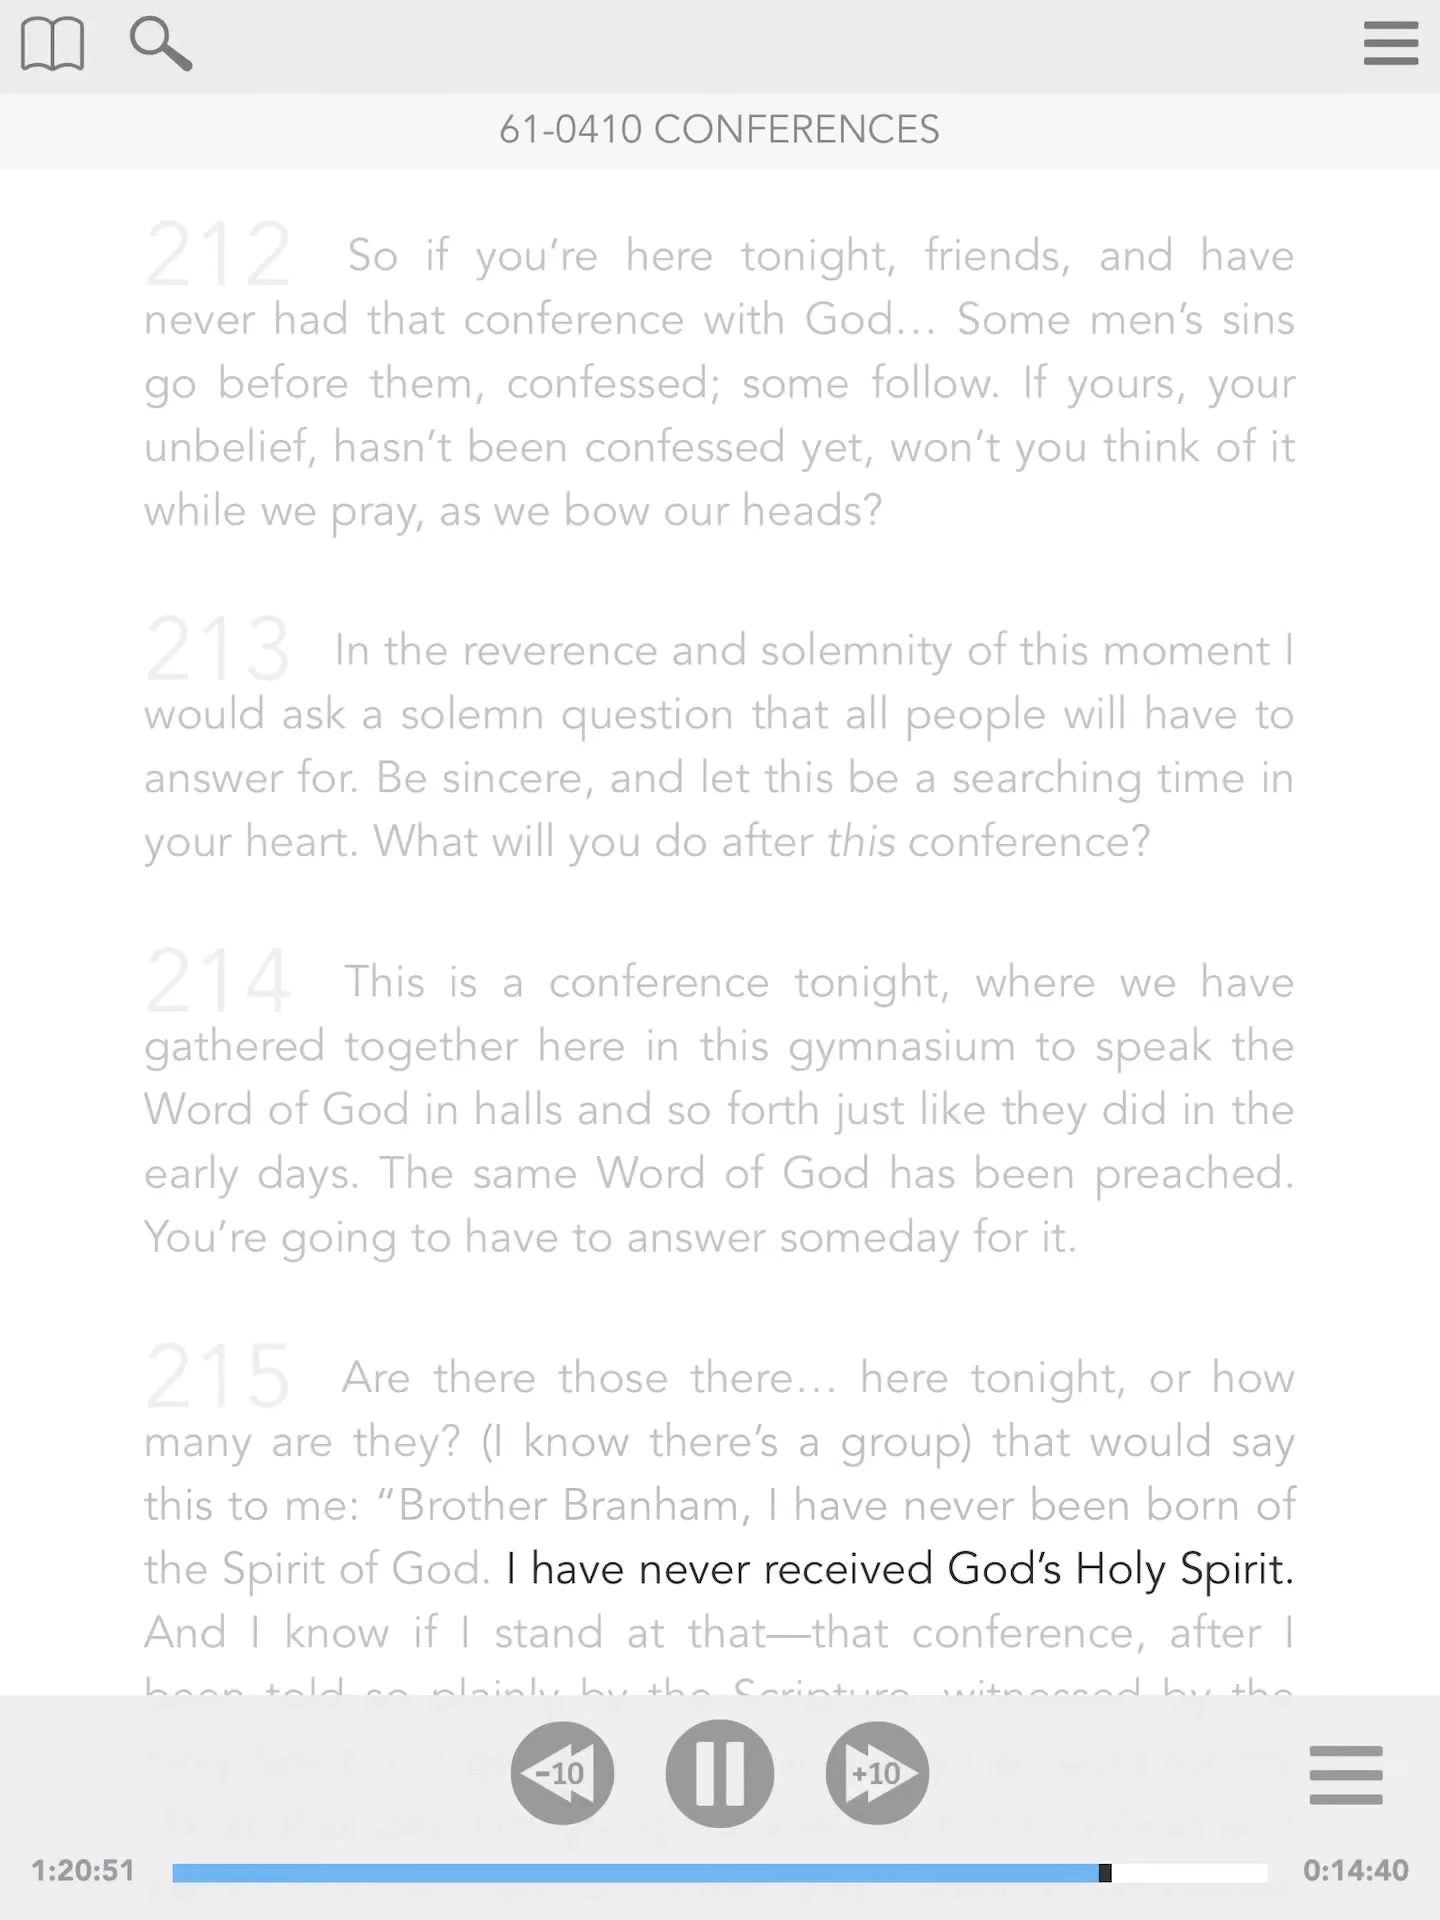 61-0410 CONFERENCES
212 So if you’re here tonight, friends, and have
never had that conference with God… Some men’s sins
go before them, confessed; some follow. If yours, your
unbelief, hasn’t been confessed yet, won’t you think of it
while we pray, as we bow our heads?
213 In the reverence and solemnity of this moment I
would ask a solemn question that all people will have to
answer for. Be sincere, and let this be a searching time in
your heart. What will you do after this conference?
214 This is a conference tonight, where we have
gathered together here in this gymnasium to speak the
Word of God in halls and so forth just like they did in the
early days. The same Word of God has been preached.
You’re going to have to answer someday for it.
215 Are there those there… here tonight, or how
many are they? (I know there’s a group) that would say
this to me: “Brother Branham, I have never been born of
the Spirit of God. I have never received God’s Holy Spirit.
And I know if I stand at that—that conference, after I
been told so plainly by the Scripture, witnessed by the
-10 +10
1:20:51 0:14:40